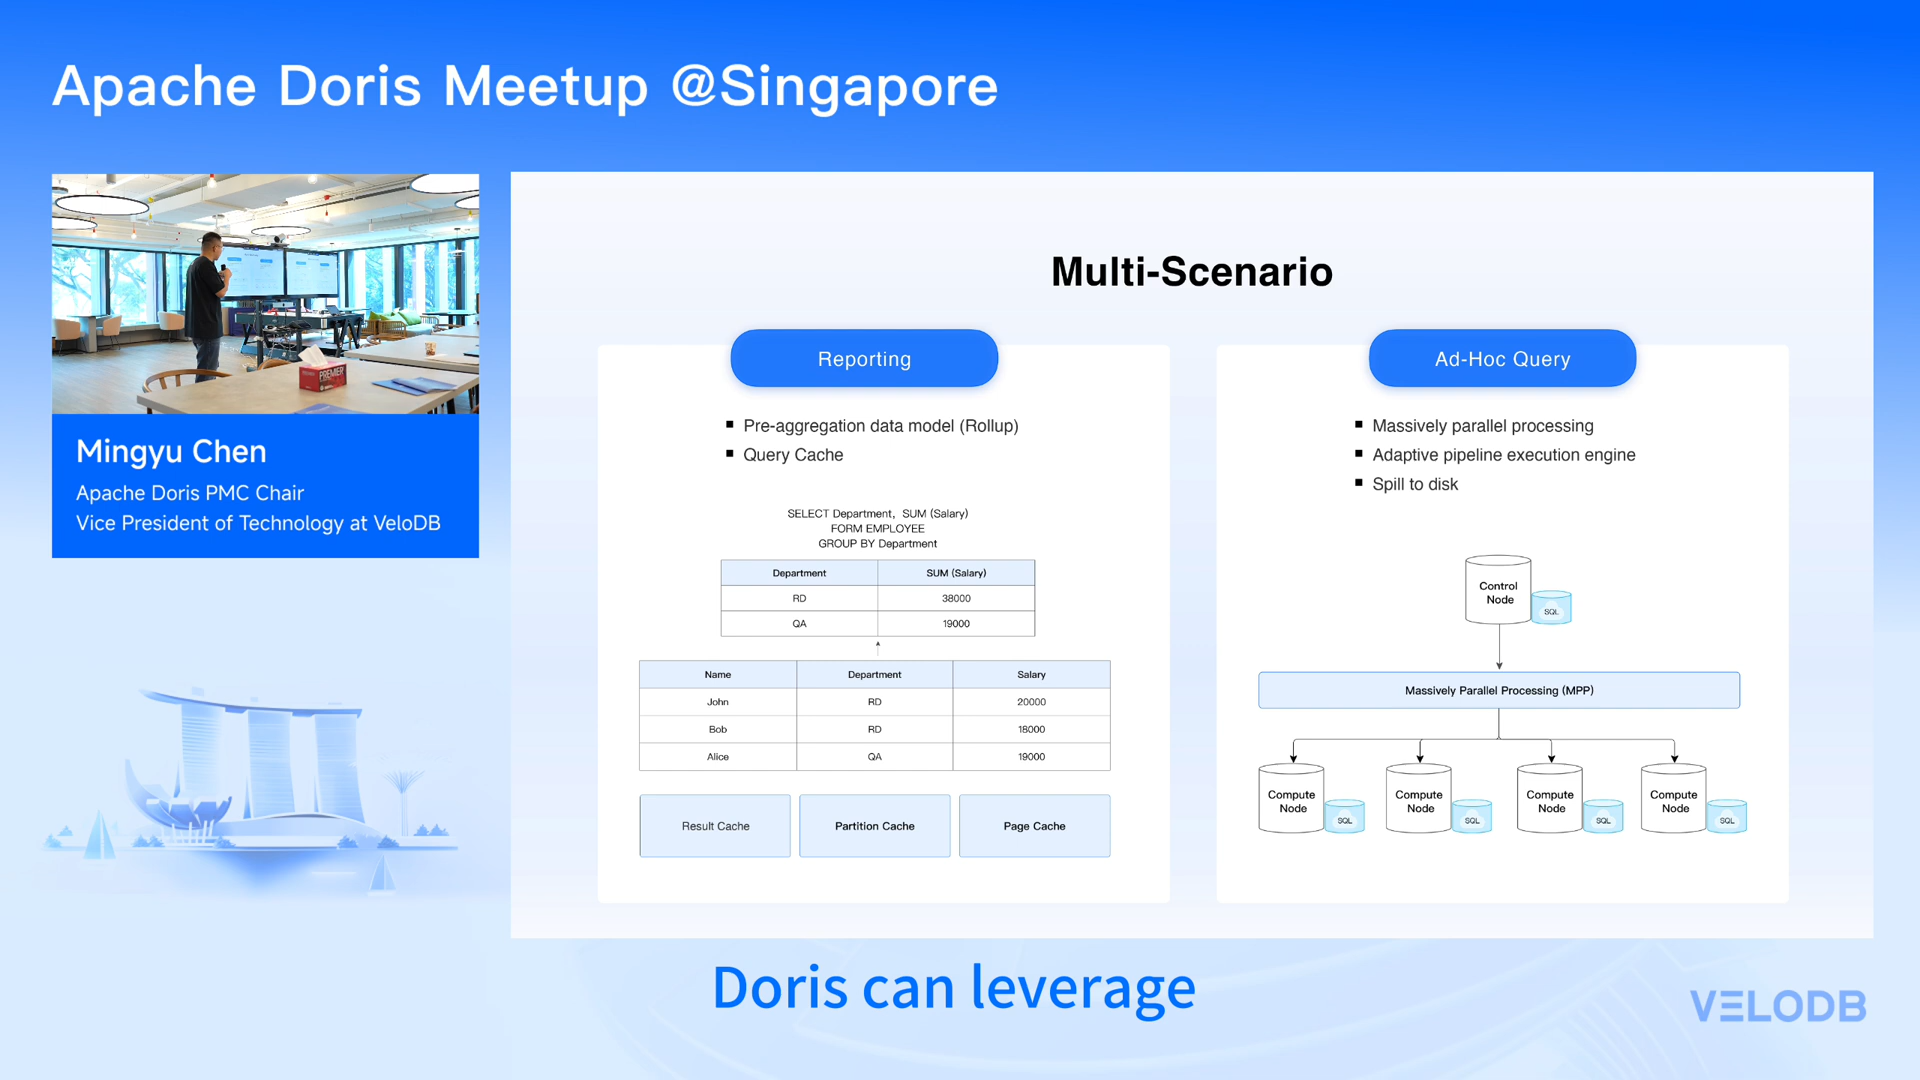 Apache Doris Meetup @Singapore
PREMIER
Mingyu Chen
Apache Doris PMC Chair
Vice President of Technology at VeloDB
Multi-Scenario
Reporting
Pre-aggregation data model (Rollup)
Query Cache
SELECT Department, SUM (Salary)
FORM EMPLOYEE
GROUP BY Department
Department SUM (Salary)
RD 38000
QA 19000
Name Department Salary
John RD 20000
Bob RD 18000
Alice QA 19000
Result Cache Partition Cache Page Cache
Ad-Hoc Query
Massively parallel processing
Adaptive pipeline execution engine
Spill to disk
Control
Node
SQL
Massively Parallel Processing (MPP)
Compute Compute Compute Compute
Node Node Node Node
SQL SQL SQL SQL
Doris can leverage
VELODB